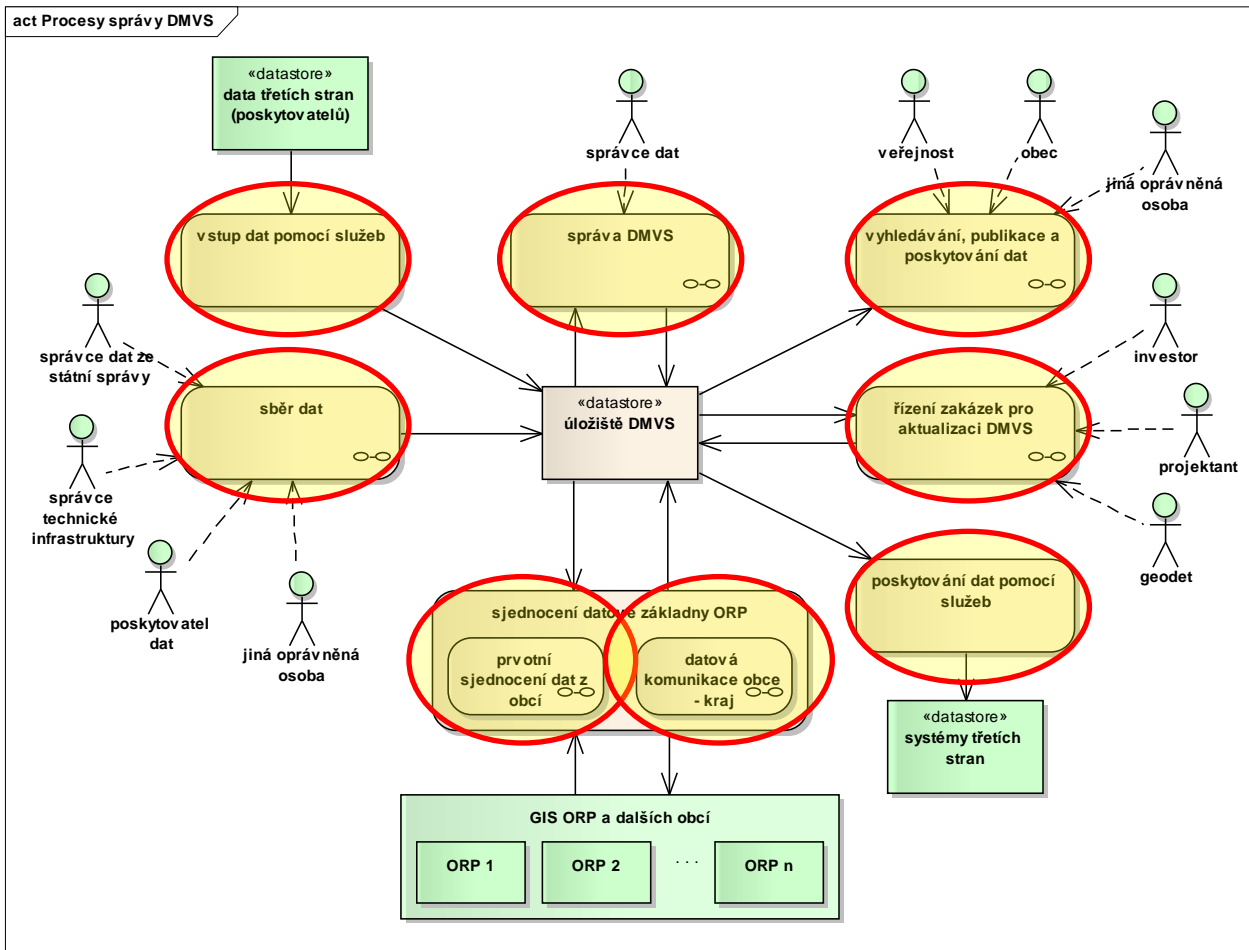 act Procesy správy DMVS
«datastore»
data třetích stran
(poskytovatelů)
správce dat
veřejnost
obec
jiná oprávněná
osoba
vstup dat pomocí služeb
správa DMVS
vyhledávání, publikace a
poskytování dat
správce dat ze
státní správy
investor
sběr dat
«datastore»
úložiště DMVS
řízení zakázek pro
aktualizaci DMVS
projektant
správce
technické
infrastruktury
geodet
poskytovatel
dat
jiná oprávněná
osoba
sjednocení datové základny ORP
prvotní
sjednocení dat z
obcí
datová
komunikace obce
- kraj
poskytování dat pomocí
služeb
«datastore»
systémy třetích
stran
GIS ORP a dalších obcí
ORP 1
ORP 2
. . .
ORP n